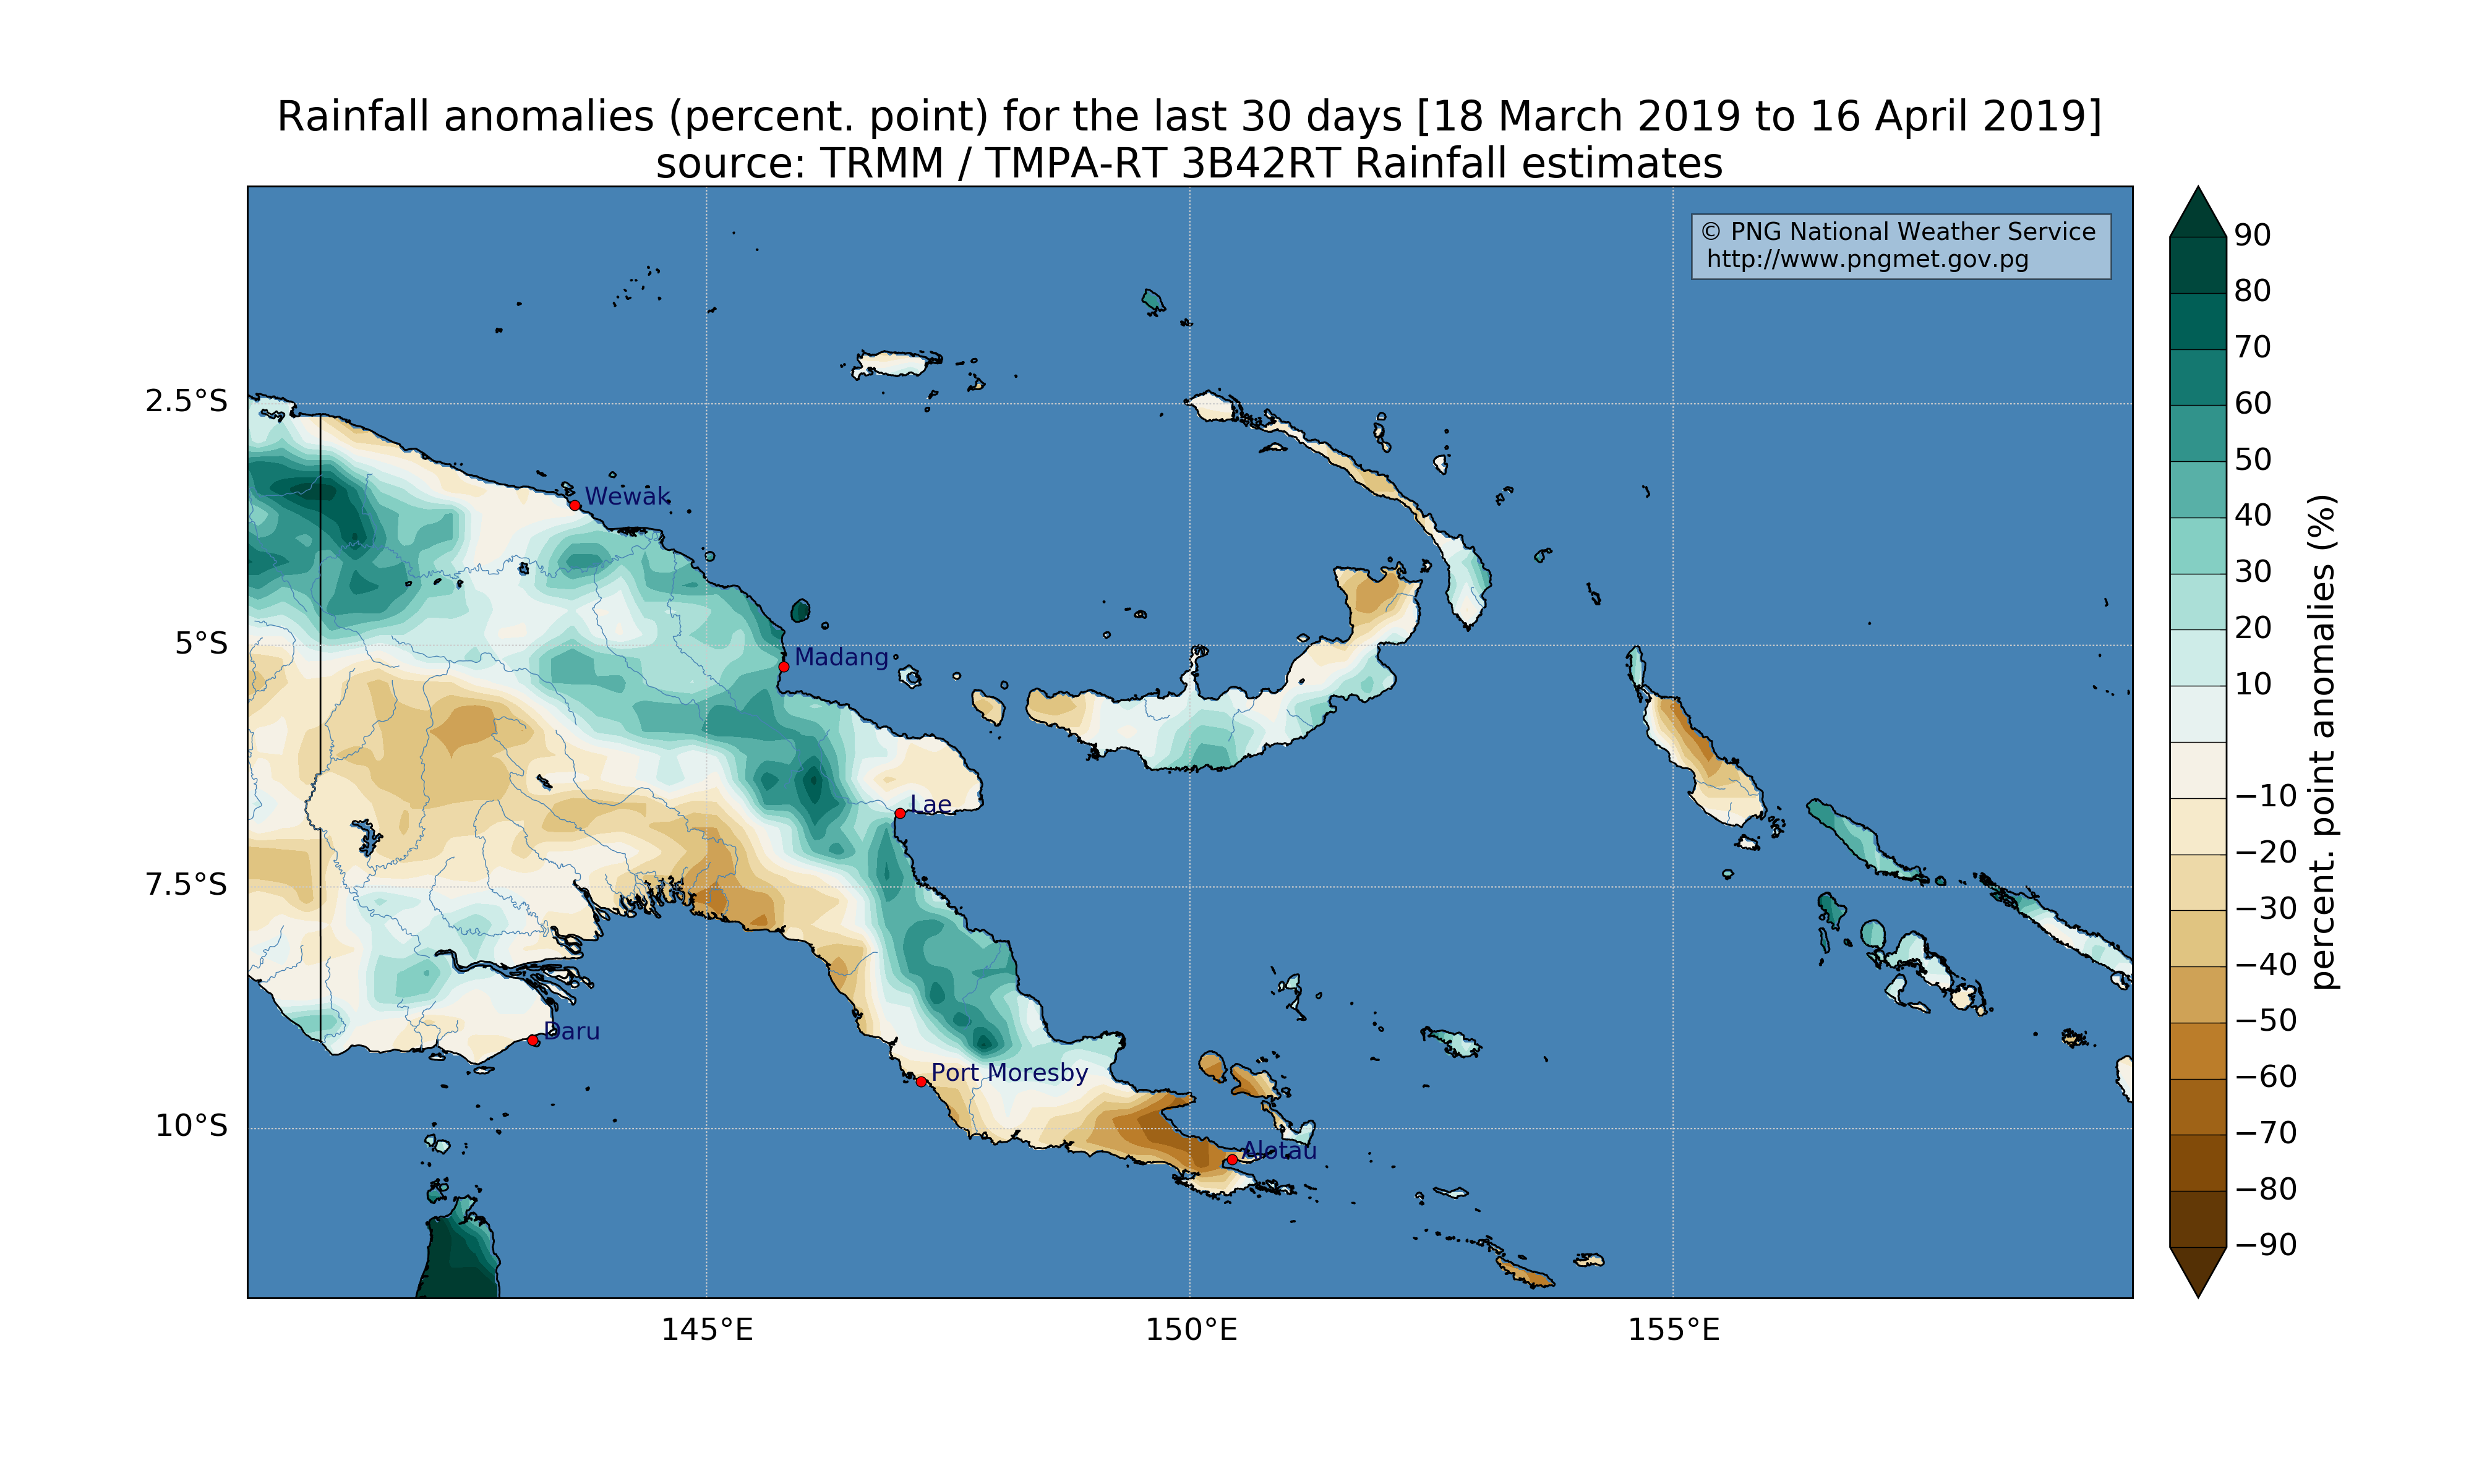 Rainfall anomalies (percent. point) for the last 30 days [18 March 2019 to 16 April 2019]
source: TRMM / TMPA-RT 3B42RT Rainfall estimates
© PNG National Weather Service
http://www.pngmet.gov.pg
2.5°S
5°S
7.5°S
10°S
Wewak
Madang
Lae
Daru
Port Moresby
Alotau
145°E
150°E
155°E
90
80
70
60
50
40
30
20
10
−10
−20
−30
−40
−50
−60
−70
−80
−90
percent. point anomalies (%)